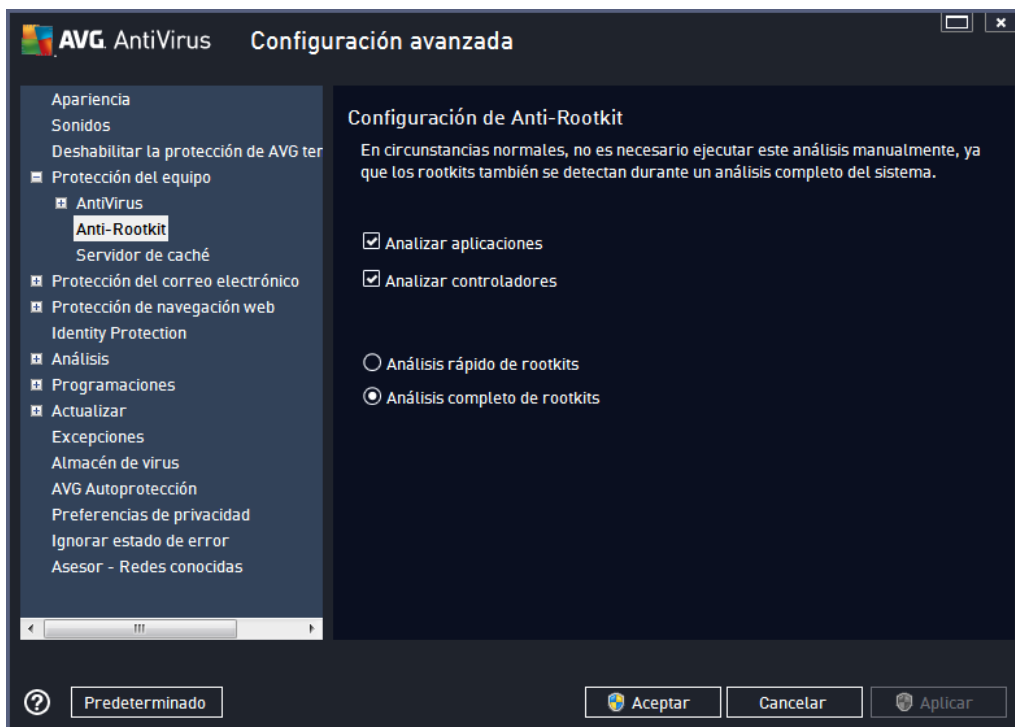 AVG. AntiVirus Configuración avanzada
Apariencia
Sonidos
Deshabilitar la protección de AVG ter
Protección del equipo
AntiVirus
Anti-Rootkit
Servidor de caché
Protección del correo electrónico
Protección de navegación web
Identity Protection
Análisis
Programaciones
Actualizar
Excepciones
Almacén de virus
AVG Autoprotección
Preferencias de privacidad
Ignorar estado de error
Asesor - Redes conocidas
Configuración de Anti-Rootkit
En circunstancias normales, no es necesario ejecutar este análisis manualmente, ya
que los rootkits también se detectan durante un análisis completo del sistema.
Analizar aplicaciones
Analizar controladores
Análisis rápido de rootkits
Análisis completo de rootkits
? Predeterminado Aceptar Cancelar Aplicar